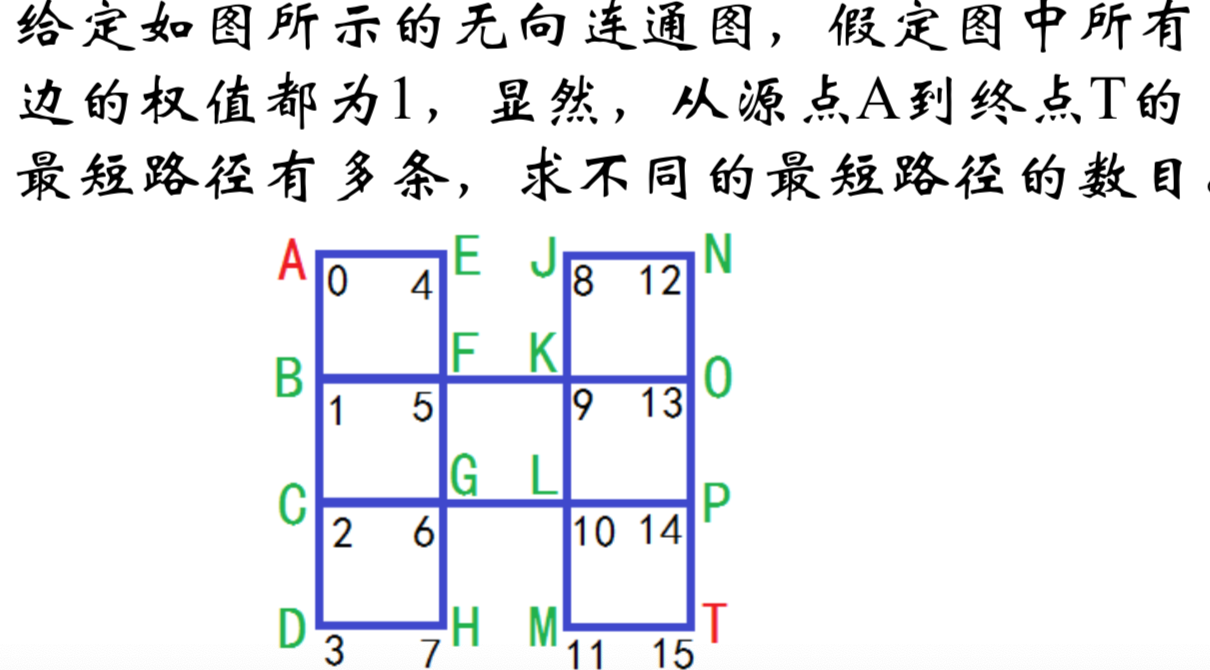 给定如图所示的无向连通图，假定图中所有
边的权值都为1，显然，从源点A到终点T的
最短路径有多条，求不同的最短路径的数目。
A E J N
0 4 8 12
B F K O
1 5 9 13
C G L P
2 6 10 14
D H M T
3 7 11 15